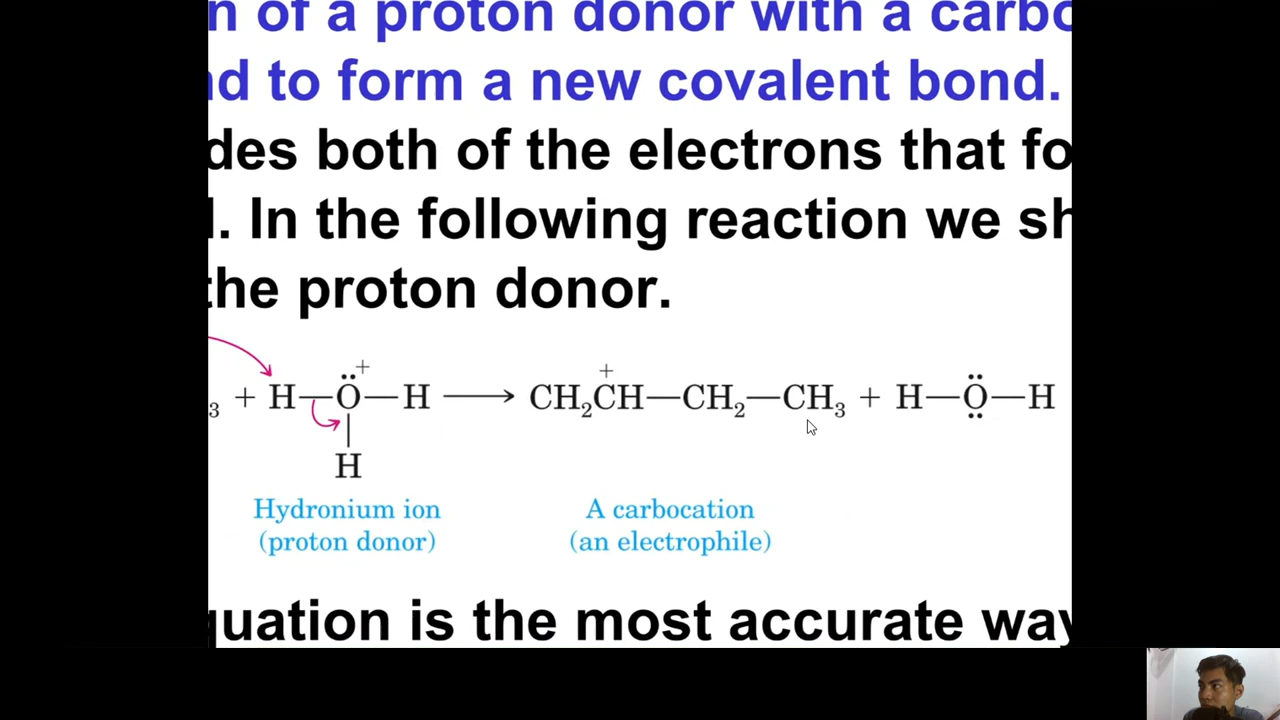 n of a proton donor with a carbo
nd to form a new covalent bond.
des both of the electrons that fo
. In the following reaction we sh
the proton donor.
₃ + H—Ö⁺—H ⟶ CH₂C⁺H—CH₂—CH₃ + H—Ö—H
H
Hydronium ion A carbocation
(proton donor) (an electrophile)
quation is the most accurate way